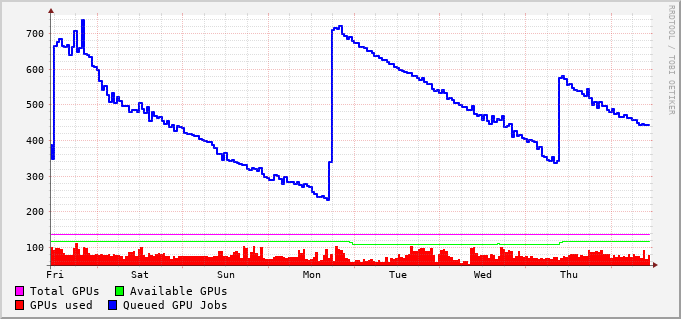 RRDTOOL / TOBI OETIKER
700
600
500
400
300
200
100
Fri Sat Sun Mon Tue Wed Thu
Total GPUs Available GPUs
GPUs used Queued GPU Jobs